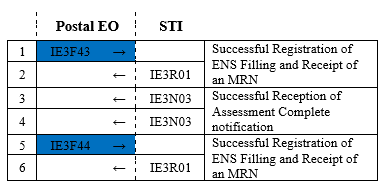 Postal EO STI
1 IE3F43 → Successful Registration of
ENS Filling and Receipt of
an MRN
2 ← IE3R01
3 ← IE3N03 Successful Reception of
Assessment Complete
notification
4 ← IE3N03
5 IE3F44 → Successful Registration of
ENS Filling and Receipt of
an MRN
6 ← IE3R01